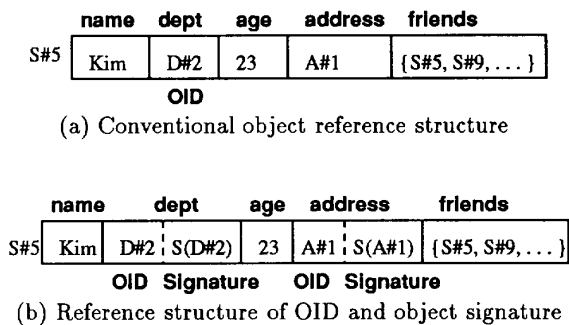 name dept age address friends
S#5 Kim D#2 23 A#1 {S#5, S#9, ...}
OID
(a) Conventional object reference structure
name dept age address friends
S#5 Kim D#2 S(D#2) 23 A#1 S(A#1) {S#5, S#9, ...}
OID Signature OID Signature
(b) Reference structure of OID and object signature